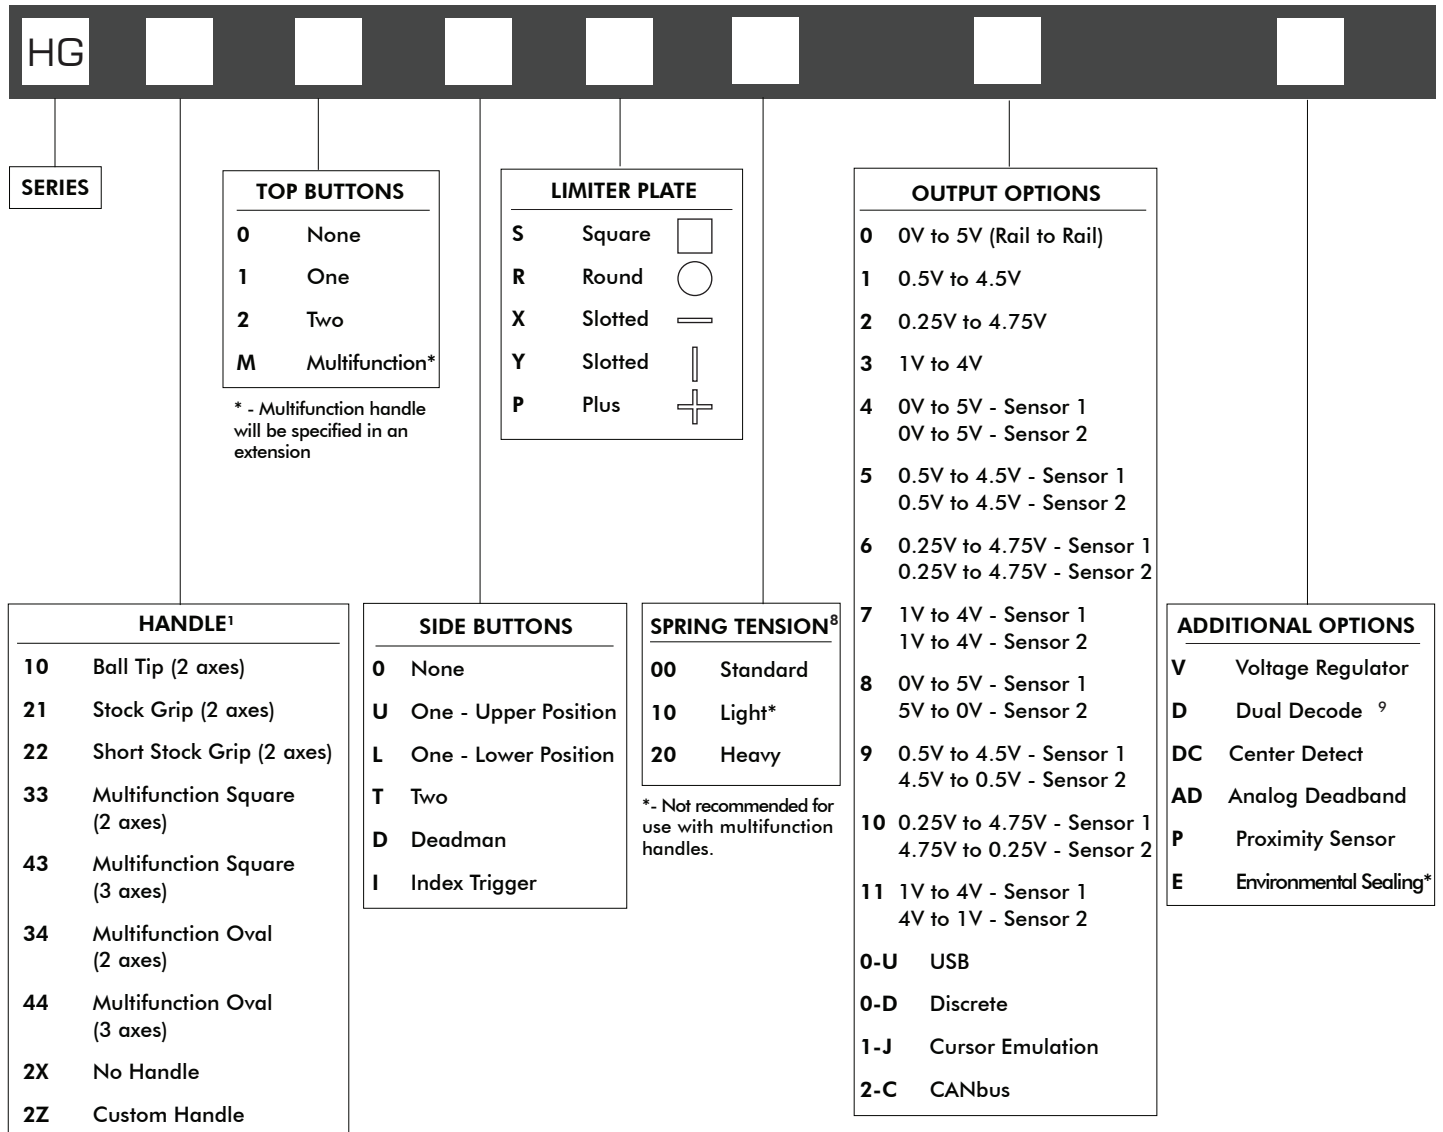 HG
SERIES
TOP BUTTONS
0 None
1 One
2 Two
M Multifunction*
* - Multifunction handle
will be specified in an
extension
LIMITER PLATE
S Square
R Round
X Slotted
Y Slotted
P Plus
OUTPUT OPTIONS
0 0V to 5V (Rail to Rail)
1 0.5V to 4.5V
2 0.25V to 4.75V
3 1V to 4V
4 0V to 5V - Sensor 1
0V to 5V - Sensor 2
5 0.5V to 4.5V - Sensor 1
0.5V to 4.5V - Sensor 2
6 0.25V to 4.75V - Sensor 1
0.25V to 4.75V - Sensor 2
7 1V to 4V - Sensor 1
1V to 4V - Sensor 2
8 0V to 5V - Sensor 1
5V to 0V - Sensor 2
9 0.5V to 4.5V - Sensor 1
4.5V to 0.5V - Sensor 2
10 0.25V to 4.75V - Sensor 1
4.75V to 0.25V - Sensor 2
11 1V to 4V - Sensor 1
4V to 1V - Sensor 2
0-U USB
0-D Discrete
1-J Cursor Emulation
2-C CANbus
HANDLE¹
10 Ball Tip (2 axes)
21 Stock Grip (2 axes)
22 Short Stock Grip (2 axes)
33 Multifunction Square
(2 axes)
43 Multifunction Square
(3 axes)
34 Multifunction Oval
(2 axes)
44 Multifunction Oval
(3 axes)
2X No Handle
2Z Custom Handle
SIDE BUTTONS
0 None
U One - Upper Position
L One - Lower Position
T Two
D Deadman
I Index Trigger
SPRING TENSION⁸
00 Standard
10 Light*
20 Heavy
*- Not recommended for
use with multifunction
handles.
ADDITIONAL OPTIONS
V Voltage Regulator
D Dual Decode ⁹
DC Center Detect
AD Analog Deadband
P Proximity Sensor
E Environmental Sealing*